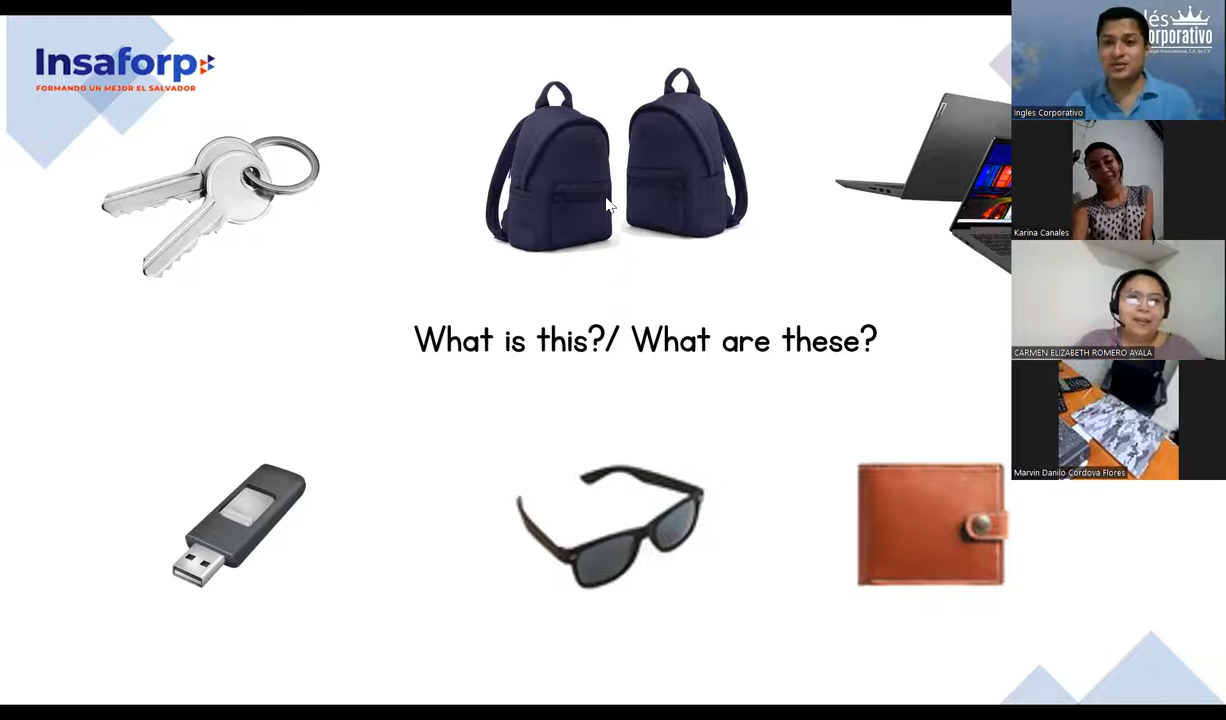 Insaforp
FORMANDO UN MEJOR EL SALVADOR
What is this?/ What are these?
Ingles Corporativo
Karina Canales
CARMEN ELIZABETH ROMERO AYALA
Marvin Danilo Cordova Flores